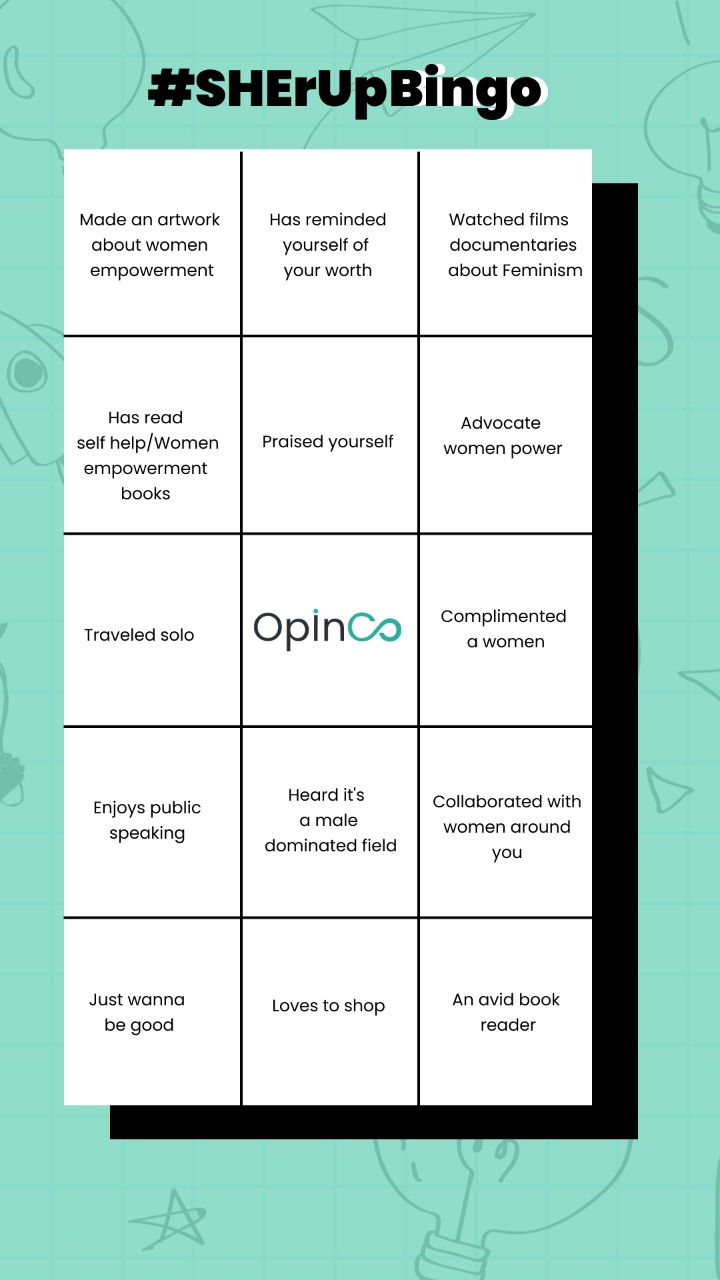 #SHErUpBingo
Made an artwork
about women
empowerment
Has reminded
yourself of
your worth
Watched films
documentaries
about Feminism
Has read
self help/Women
empowerment
books
Praised yourself
Advocate
women power
Traveled solo
OpinCo
Complimented
a women
Enjoys public
speaking
Heard it's
a male
dominated field
Collaborated with
women around
you
Just wanna
be good
Loves to shop
An avid book
reader